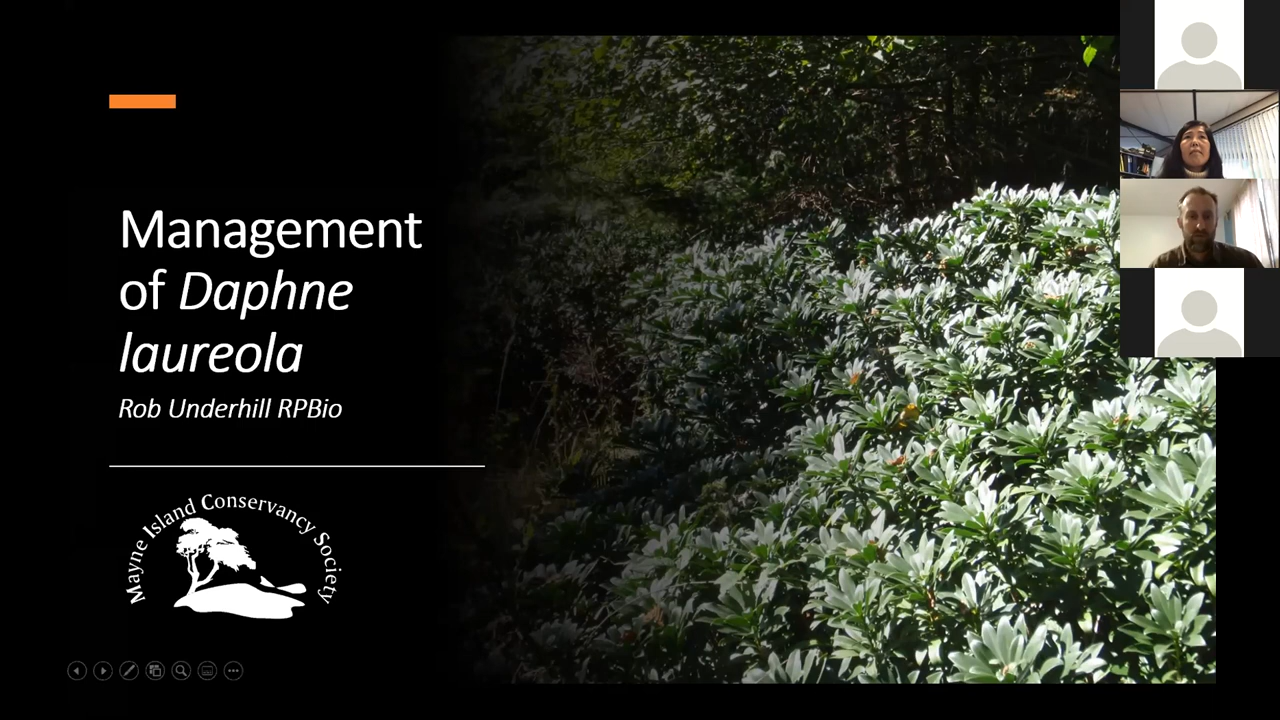 Management
of Daphne
laureola
Rob Underhill RPBio
Mayne Island Conservancy Society